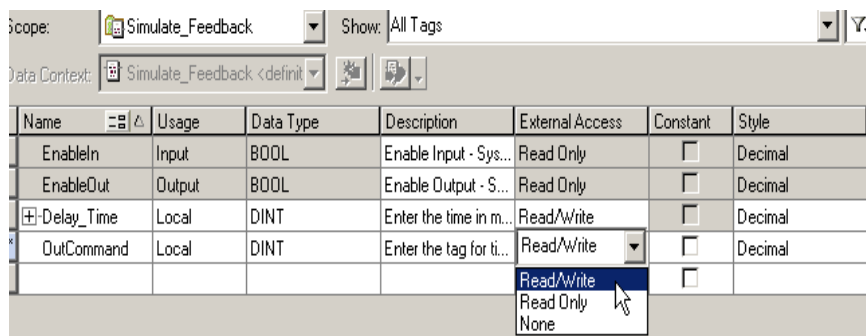 Scope: Simulate_Feedback Show: All Tags
Data Context: Simulate_Feedback <definit
Name Usage Data Type Description External Access Constant Style
EnableIn Input BOOL Enable Input - Sys... Read Only Decimal
EnableOut Output BOOL Enable Output - S... Read Only Decimal
Delay_Time Local DINT Enter the time in m... Read/Write Decimal
OutCommand Local DINT Enter the tag for ti... Read/Write Decimal
Read/Write
Read Only
None